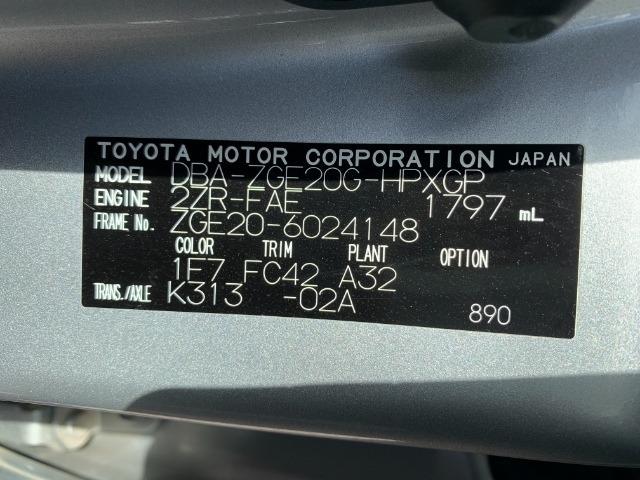 TOYOTA MOTOR CORPORATION JAPAN
MODEL DBA-ZGE20G-HPXGP
ENGINE 2ZR-FAE 1797 mL
FRAME No. ZGE20-6024148
COLOR TRIM PLANT OPTION
1F7 FC42 A32
TRANS./AXLE K313 -02A
890